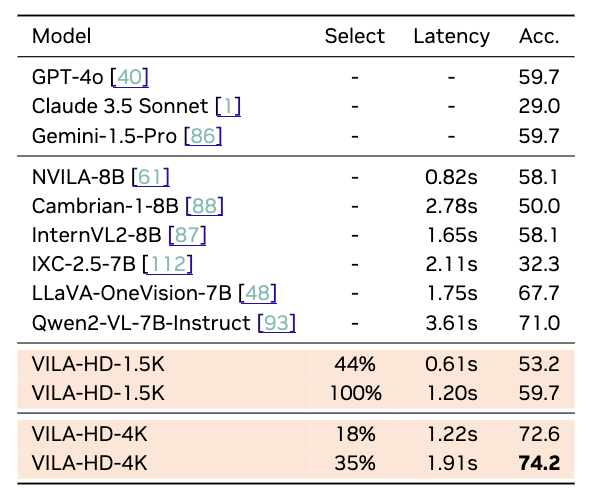 Model Select Latency Acc.
GPT-4o [40] - - 59.7
Claude 3.5 Sonnet [1] - - 29.0
Gemini-1.5-Pro [86] - - 59.7
NVILA-8B [61] - 0.82s 58.1
Cambrian-1-8B [88] - 2.78s 50.0
InternVL2-8B [87] - 1.65s 58.1
IXC-2.5-7B [112] - 2.11s 32.3
LLaVA-OneVision-7B [48] - 1.75s 67.7
Qwen2-VL-7B-Instruct [93] - 3.61s 71.0
VILA-HD-1.5K 44% 0.61s 53.2
VILA-HD-1.5K 100% 1.20s 59.7
VILA-HD-4K 18% 1.22s 72.6
VILA-HD-4K 35% 1.91s 74.2